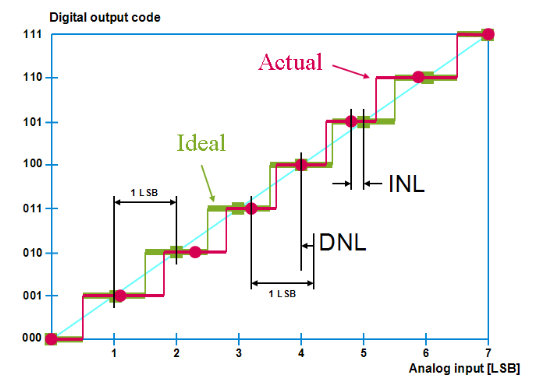 Digital output code
111
110
101
100
011
010
001
000
Actual
Ideal
1 LSB
INL
DNL
1 LSB
1 2 3 4 5 6 7
Analog input [LSB]